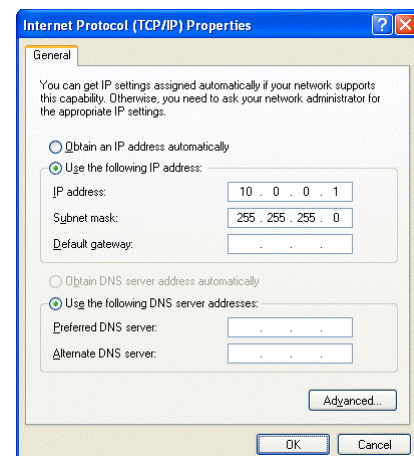 Internet Protocol (TCP/IP) Properties
General
You can get IP settings assigned automatically if your network supports
this capability. Otherwise, you need to ask your network administrator for
the appropriate IP settings.
Obtain an IP address automatically
Use the following IP address:
IP address: 10 . 0 . 0 . 1
Subnet mask: 255 . 255 . 255 . 0
Default gateway: . . .
Obtain DNS server address automatically
Use the following DNS server addresses:
Preferred DNS server: . . .
Alternate DNS server: . . .
Advanced...
OK Cancel